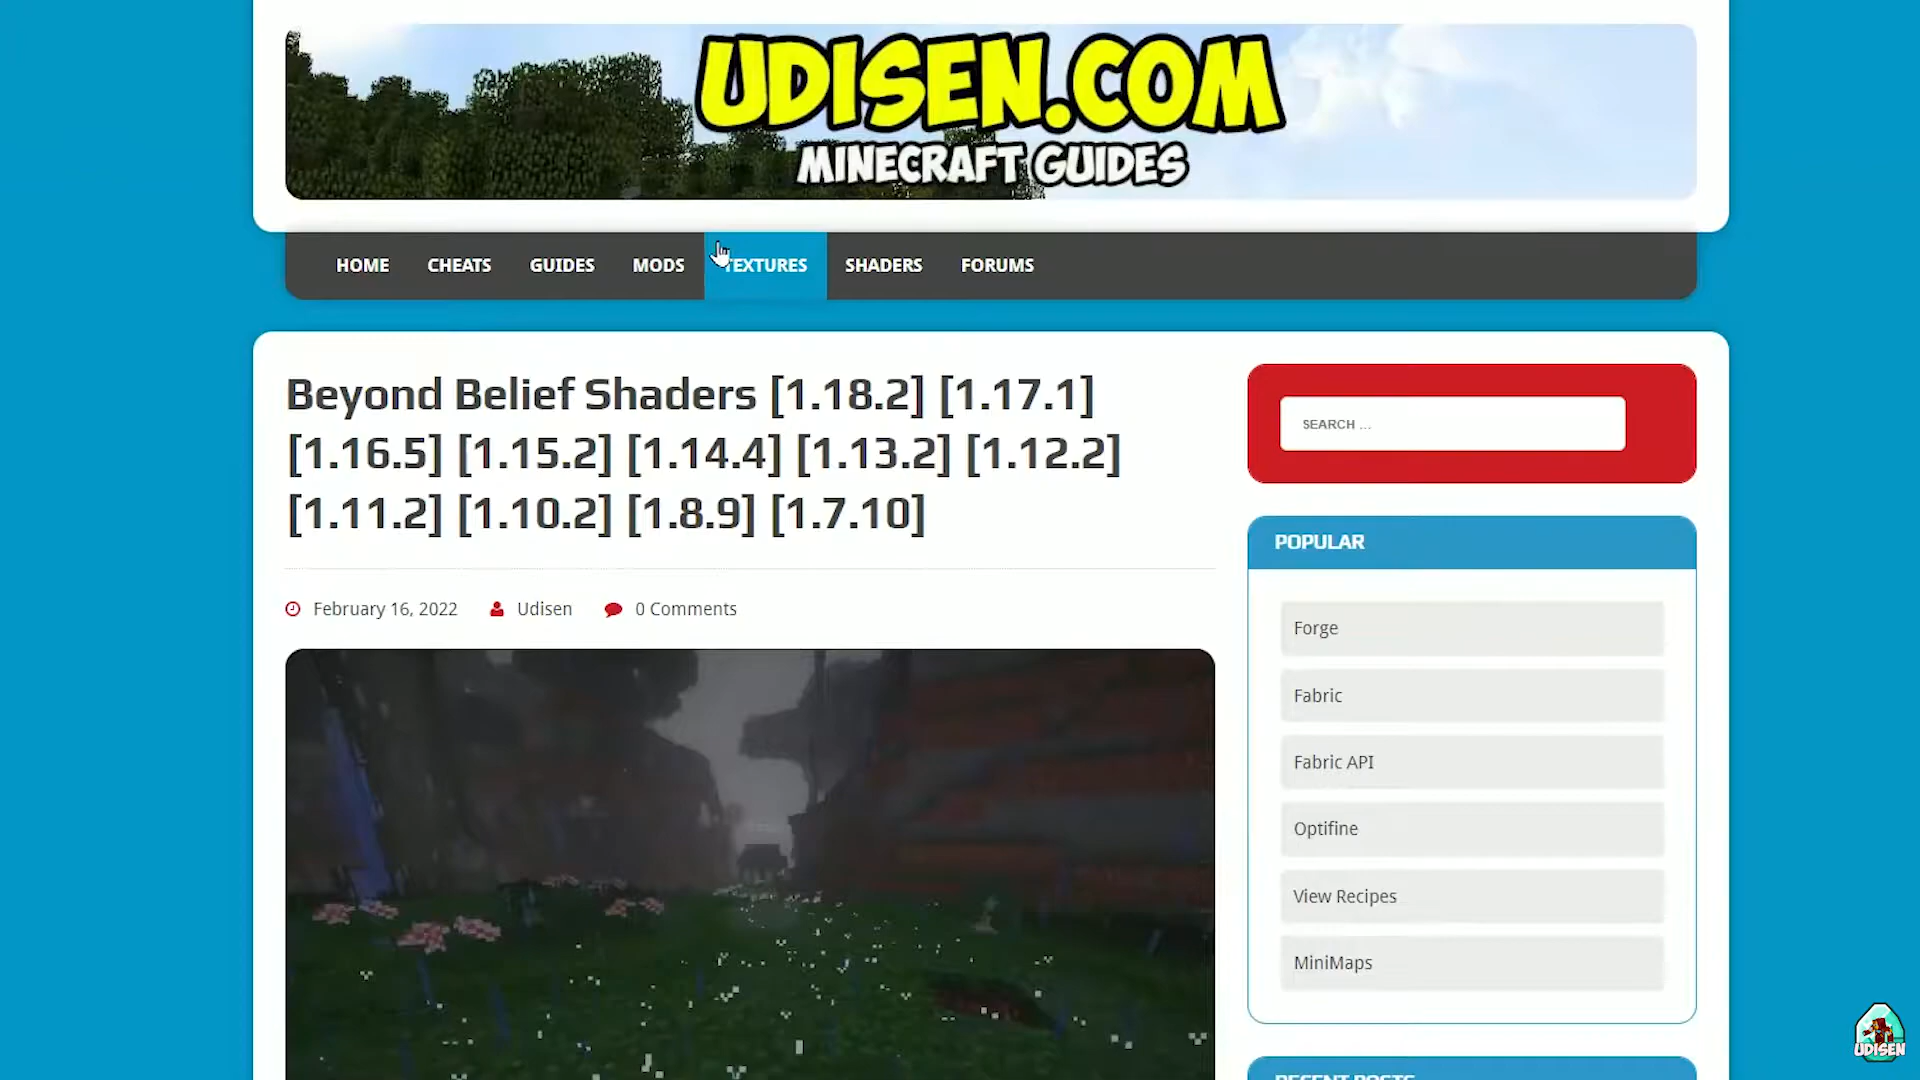 UDISEN.COM
MINECRAFT GUIDES
HOME CHEATS GUIDES MODS TEXTURES SHADERS FORUMS
Beyond Belief Shaders [1.18.2] [1.17.1]
[1.16.5] [1.15.2] [1.14.4] [1.13.2] [1.12.2]
[1.11.2] [1.10.2] [1.8.9] [1.7.10]
February 16, 2022 Udisen 0 Comments
SEARCH ...
POPULAR
Forge
Fabric
Fabric API
Optifine
View Recipes
MiniMaps
RECENT POSTS
UDISEN